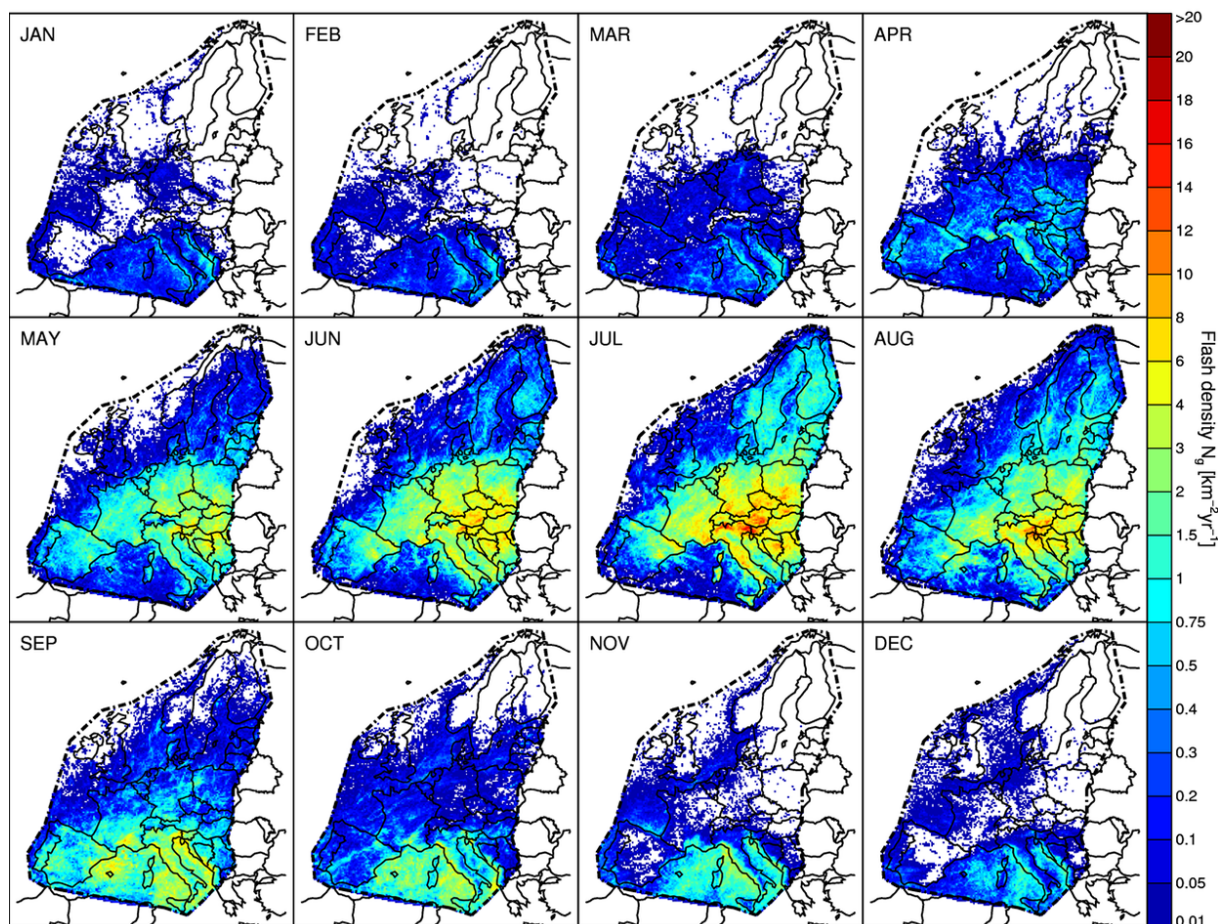 JAN
FEB
MAR
APR
MAY
JUN
JUL
AUG
SEP
OCT
NOV
DEC
>20
20
18
16
14
12
10
8
6
4
3
2
1.5
1
0.75
0.5
0.4
0.3
0.2
0.1
0.05
0.01
Flash density N_g [km⁻²yr⁻¹]